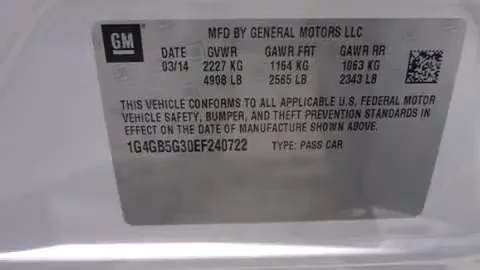 GM
MFD BY GENERAL MOTORS LLC
DATE GVWR GAWR FRT GAWR RR
03/14 2227 KG 1164 KG 1063 KG
4908 LB 2565 LB 2343 LB
THIS VEHICLE CONFORMS TO ALL APPLICABLE U.S. FEDERAL MOTOR
VEHICLE SAFETY, BUMPER, AND THEFT PREVENTION STANDARDS IN
EFFECT ON THE DATE OF MANUFACTURE SHOWN ABOVE.
1G4GB5G30EF240722 TYPE: PASS CAR